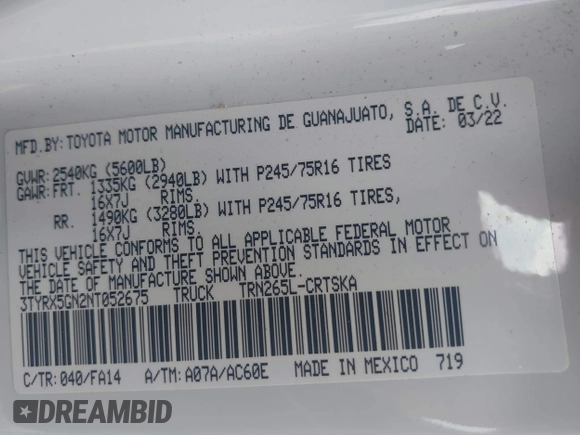 MFD.BY:TOYOTA MOTOR MANUFACTURING DE GUANAJUATO, S.A. DE C.V.
DATE: 03/22
GVWR:2540KG (5600LB)
GAWR:FRT. 1335KG (2940LB) WITH P245/75R16 TIRES
16X7J RIMS.
RR. 1490KG (3280LB) WITH P245/75R16 TIRES,
16X7J RIMS.
THIS VEHICLE CONFORMS TO ALL APPLICABLE FEDERAL MOTOR
VEHICLE SAFETY AND THEFT PREVENTION STANDARDS IN EFFECT ON
THE DATE OF MANUFACTURE SHOWN ABOVE.
3TYRX5GN2NT052675 TRUCK TRN265L-CRTSKA
C/TR:040/FA14 A/TM:A07A/AC60E MADE IN MEXICO 719
DREAMBID